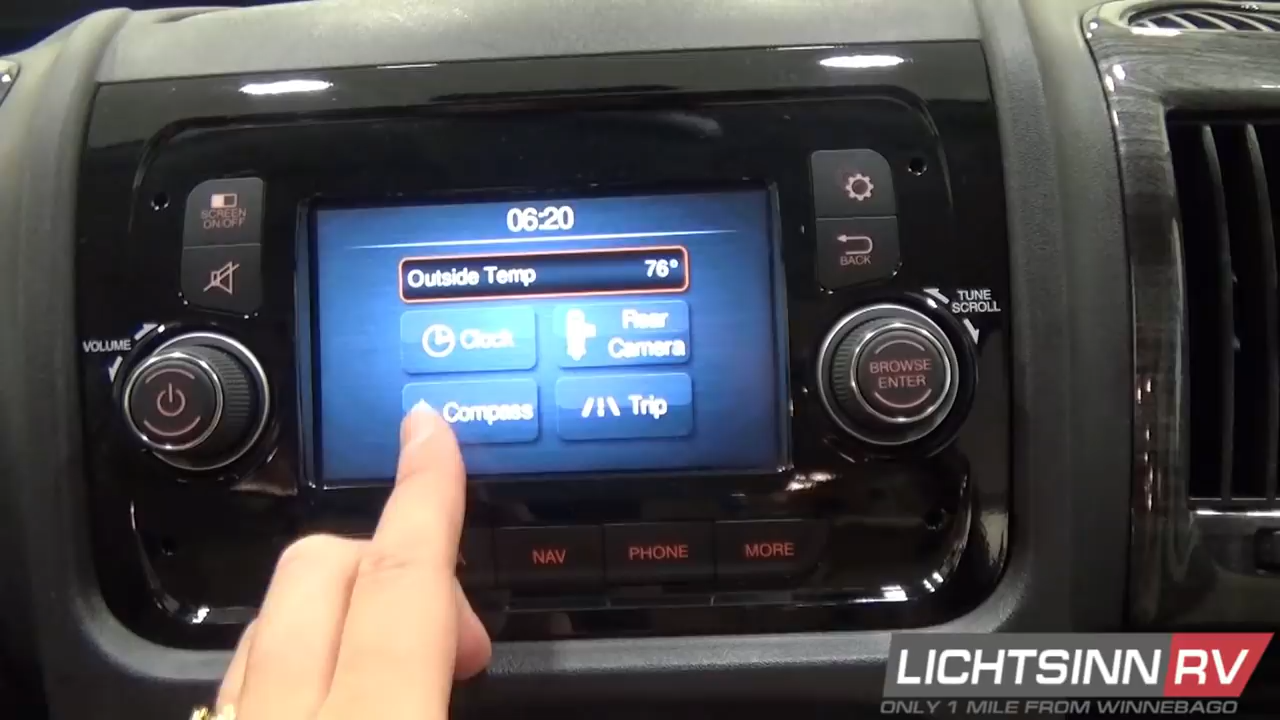 SCREEN
ON/OFF
VOLUME
06:20
Outside Temp 76°
Clock
Rear
Camera
Compass
Trip
BACK
TUNE
SCROLL
BROWSE
ENTER
NAV
PHONE
MORE
LICHTSINN RV
ONLY 1 MILE FROM WINNEBAGO